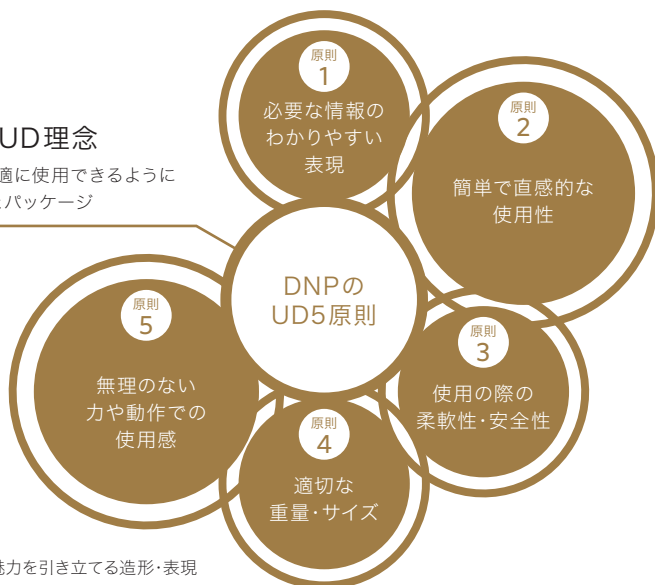 UD理念
適に使用できるように
パッケージ
DNPの
UD5原則
原則
1
必要な情報の
わかりやすい
表現
原則
2
簡単で直感的な
使用性
原則
3
使用の際の
柔軟性・安全性
原則
4
適切な
重量・サイズ
原則
5
無理のない
力や動作での
使用感
力を引き立てる造形・表現